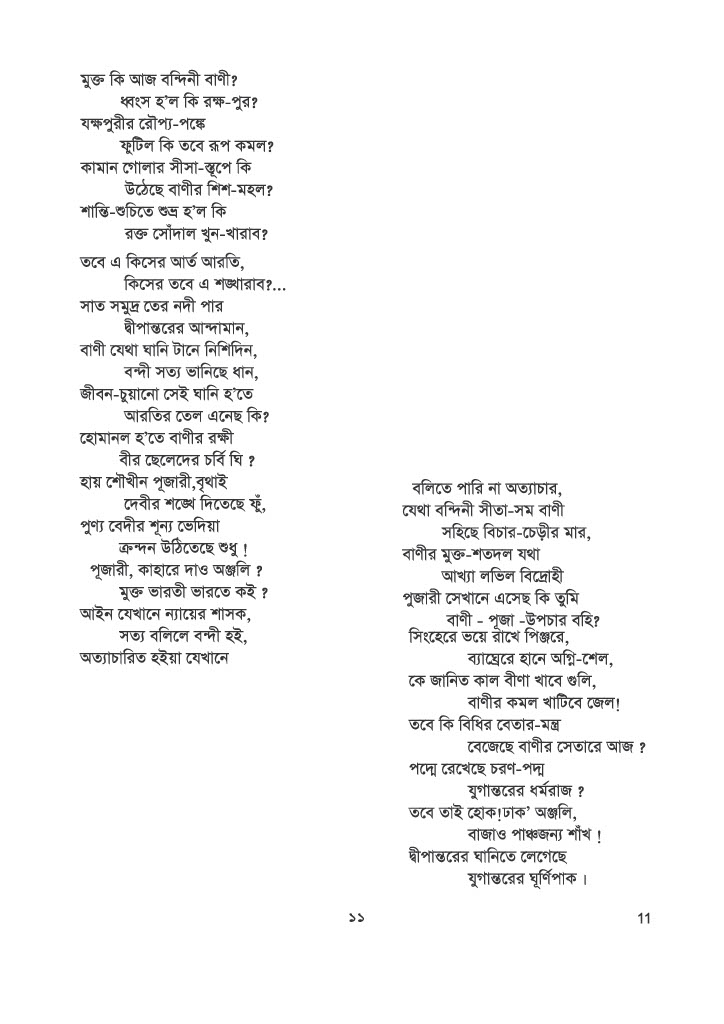 মুক্ত কি আজ বন্দিনী বাণী?
ধ্বংস হ'ল কি রক্ষ-পুর?
যক্ষপুরীর রৌপ্য-পঙ্কে
ফুটিল কি তবে রূপ কমল?
কামান গোলার সীসা-স্তূপে কি
উঠেছে বাণীর শিশ-মহল?
শান্তি-শুচিতে শুভ্র হ'ল কি
রক্ত সোঁদাল খুন-খারাব?
তবে এ কিসের আর্ত আরতি,
কিসের তবে এ শঙ্খারাব?...
সাত সমুদ্র তের নদী পার
দ্বীপান্তরের আন্দামান,
বাণী যেথা ঘানি টানে নিশিদিন,
বন্দী সত্য ভানিছে ধান,
জীবন-চুয়ানো সেই ঘানি হ'তে
আরতির তেল এনেছ কি?
হোমানল হ'তে বাণীর রক্ষী
বীর ছেলেদের চর্বি ঘি ?
হায় শৌখীন পূজারী,বৃথাই
দেবীর শঙ্খে দিতেছে ফুঁ,
পুণ্য বেদীর শূন্য ভেদিয়া
ক্রন্দন উঠিতেছে শুধু !
পূজারী, কাহারে দাও অঞ্জলি ?
মুক্ত ভারতী ভারতে কই ?
আইন যেখানে ন্যায়ের শাসক,
সত্য বলিলে বন্দী হই,
অত্যাচারিত হইয়া যেখানে
বলিতে পারি না অত্যাচার,
যেথা বন্দিনী সীতা-সম বাণী
সহিছে বিচার-চেড়ীর মার,
বাণীর মুক্ত-শতদল যথা
আখ্যা লভিল বিদ্রোহী
পুজারী সেখানে এসেছ কি তুমি
বাণী - পূজা -উপচার বহি?
সিংহেরে ভয়ে রাখে পিঞ্জরে,
ব্যাঘ্রেরে হানে অগ্নি-শেল,
কে জানিত কাল বীণা খাবে গুলি,
বাণীর কমল খাটিবে জেল!
তবে কি বিধির বেতার-মন্ত্র
বেজেছে বাণীর সেতারে আজ ?
পদ্মে রেখেছে চরণ-পদ্ম
যুগান্তরের ধর্মরাজ ?
তবে তাই হোক!ঢাক' অঞ্জলি,
বাজাও পাঞ্চজন্য শাঁখ !
দ্বীপান্তরের ঘানিতে লেগেছে
যুগান্তরের ঘূর্ণিপাক।
১১ 11